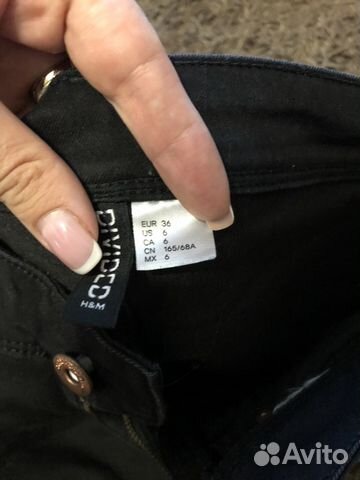 DIVIDED
H&M
EUR 36
US 6
CA 6
CN 165/68A
MX 6
Avito